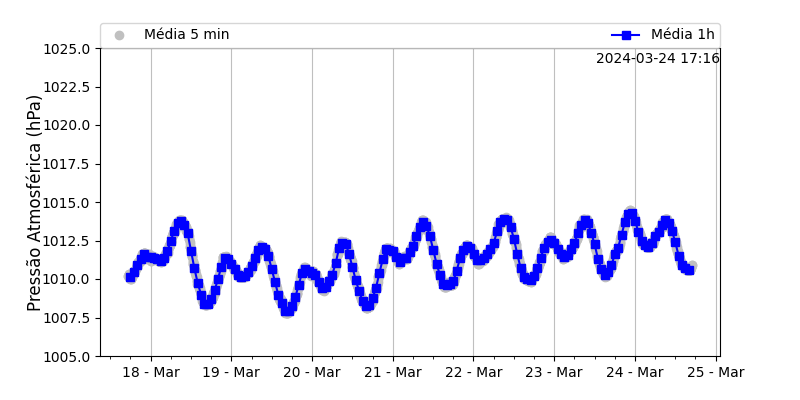 Média 5 min
Média 1h
2024-03-24 17:16
Pressão Atmosférica (hPa)
1025.0
1022.5
1020.0
1017.5
1015.0
1012.5
1010.0
1007.5
1005.0
18 - Mar
19 - Mar
20 - Mar
21 - Mar
22 - Mar
23 - Mar
24 - Mar
25 - Mar